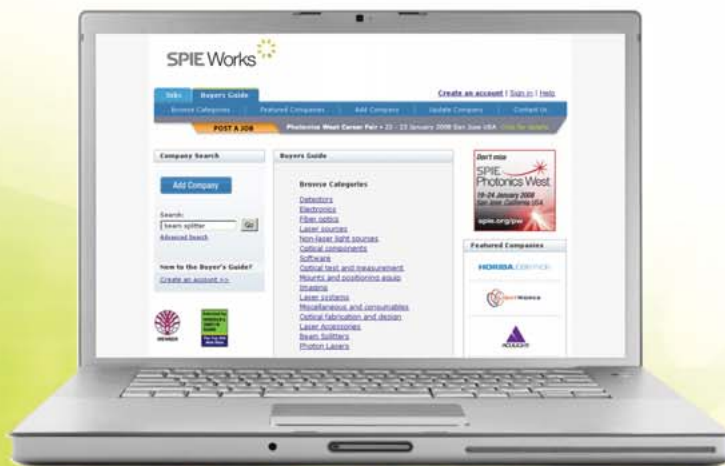 SPIE Works
Jobs Buyers Guide
Create an account | Sign in | Help
Browse Categories Featured Companies Add Company Update Company Contact Us
POST A JOB Photonics West Career Fair • 22 - 23 January 2008 San Jose USA
Company Search
Add Company
Search:
beam splitter
Advanced Search
New to the Buyer's Guide?
Create an account >>
MEMBER
Buyers Guide
Browse Categories
Detectors
Electronics
Fiber optics
Laser sources
Non-laser light sources
Optical components
Software
Optical test and measurement
Mounts and positioning equip
Imaging
Laser systems
Miscellaneous and consumables
Optical fabrication and design
Laser Accessories
Beam Splitters
Photon Lasers
Don't miss
SPIE
Photonics West
19-24 January 2008
San Jose, California USA
spie.org/pw
Featured Companies
HORIBA JOBIN YVON
ACULIGHT